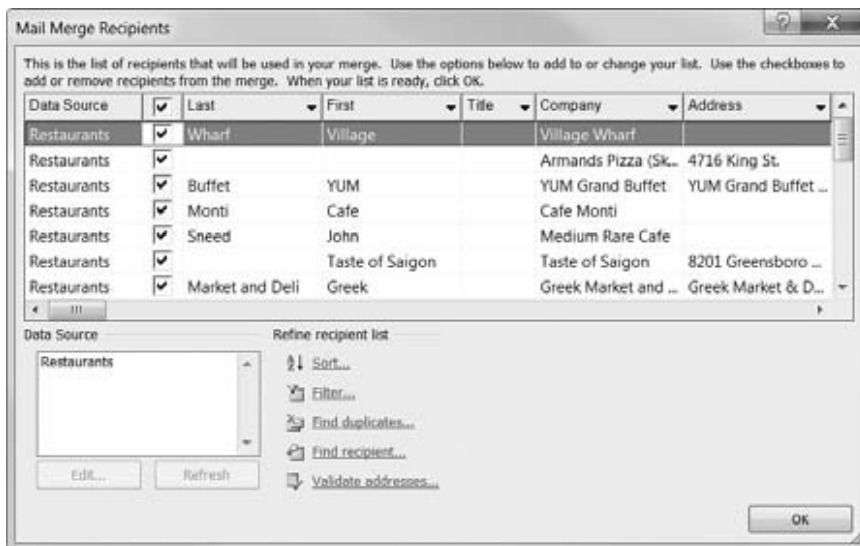 Mail Merge Recipients
This is the list of recipients that will be used in your merge. Use the options below to add to or change your list. Use the checkboxes to
add or remove recipients from the merge. When your list is ready, click OK.
Data Source Last First Title Company Address
Restaurants Wharf Village Village Wharf
Restaurants Armands Pizza (Sk... 4716 King St.
Restaurants Buffet YUM YUM Grand Buffet YUM Grand Buffet ...
Restaurants Monti Cafe Cafe Monti
Restaurants Sneed John Medium Rare Cafe
Restaurants Taste of Saigon Taste of Saigon 8201 Greensboro ...
Restaurants Market and Deli Greek Greek Market and ... Greek Market & D...
Data Source Refine recipient list
Restaurants
Sort...
Filter...
Find duplicates...
Find recipient...
Validate addresses...
Edit... Refresh
OK